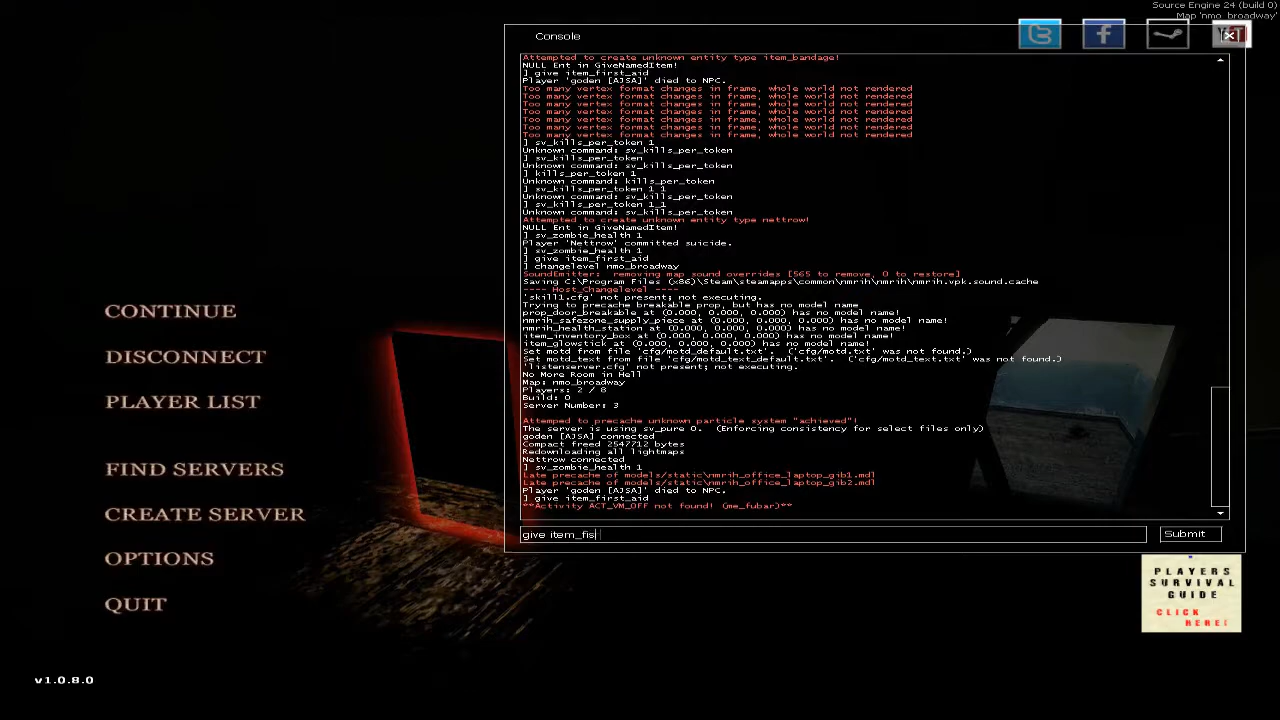 Source Engine 24 (build 0)
Map 'nmo_broadway'
Console
Attempted to create unknown entity type item_bandage!
NULL Ent in GiveNamedItem!
] give item_first_aid
Player 'goden [AJSA]' died to NPC.
Too many vertex format changes in frame, whole world not rendered
Too many vertex format changes in frame, whole world not rendered
Too many vertex format changes in frame, whole world not rendered
Too many vertex format changes in frame, whole world not rendered
Too many vertex format changes in frame, whole world not rendered
Too many vertex format changes in frame, whole world not rendered
Too many vertex format changes in frame, whole world not rendered
] sv_kills_per_token 1
Unknown command: sv_kills_per_token
] sv_kills_per_token
Unknown command: sv_kills_per_token
] kills_per_token 1
Unknown command: kills_per_token
] sv_kills_per_token 1 1
Unknown command: sv_kills_per_token
] sv_kills_per_token 1_1
Unknown command: sv_kills_per_token
Attempted to create unknown entity type nettrow!
NULL Ent in GiveNamedItem!
] sv_zombie_health 1
Player 'Nettrow' committed suicide.
] sv_zombie_health 1
] give item_first_aid
] changelevel nmo_broadway
SoundEmitter:  removing map sound overrides [565 to remove, 0 to restore]
Saving C:\Program Files (x86)\Steam\steamapps\common\nmrih\nmrih\nmrih.vpk.sound.cache
---- Host_Changelevel ----
'skill1.cfg' not present; not executing.
Trying to precache breakable prop, but has no model name
prop_door_breakable at (0.000, 0.000, 0.000) has no model name!
nmrih_safezone_supply_piece at (0.000, 0.000, 0.000) has no model name!
nmrih_health_station at (0.000, 0.000, 0.000) has no model name!
item_inventory_box at (0.000, 0.000, 0.000) has no model name!
item_glowstick at (0.000, 0.000, 0.000) has no model name!
Set motd from file 'cfg/motd_default.txt'.  ('cfg/motd.txt' was not found.)
Set motd_text from file 'cfg/motd_text_default.txt'.  ('cfg/motd_text.txt' was not found.)
'listenserver.cfg' not present; not executing.
No More Room in Hell
Map: nmo_broadway
Players: 2 / 8
Build: 0
Server Number: 3
Attemped to precache unknown particle system "achieved"!
The server is using sv_pure 0.  (Enforcing consistency for select files only)
goden [AJSA] connected
Compact freed 2547712 bytes
Redownloading all lightmaps
Nettrow connected
] sv_zombie_health 1
Late precache of models/static\nmrih_office_laptop_gib1.mdl
Late precache of models/static\nmrih_office_laptop_gib2.mdl
Player 'goden [AJSA]' died to NPC.
] give item_first_aid
**Activity ACT_VM_OFF not found! (me_fubar)**
give item_fis
Submit
CONTINUE
DISCONNECT
PLAYER LIST
FIND SERVERS
CREATE SERVER
OPTIONS
QUIT
PLAYERS
SURVIVAL
GUIDE
CLICK
HERE!
v1.0.8.0